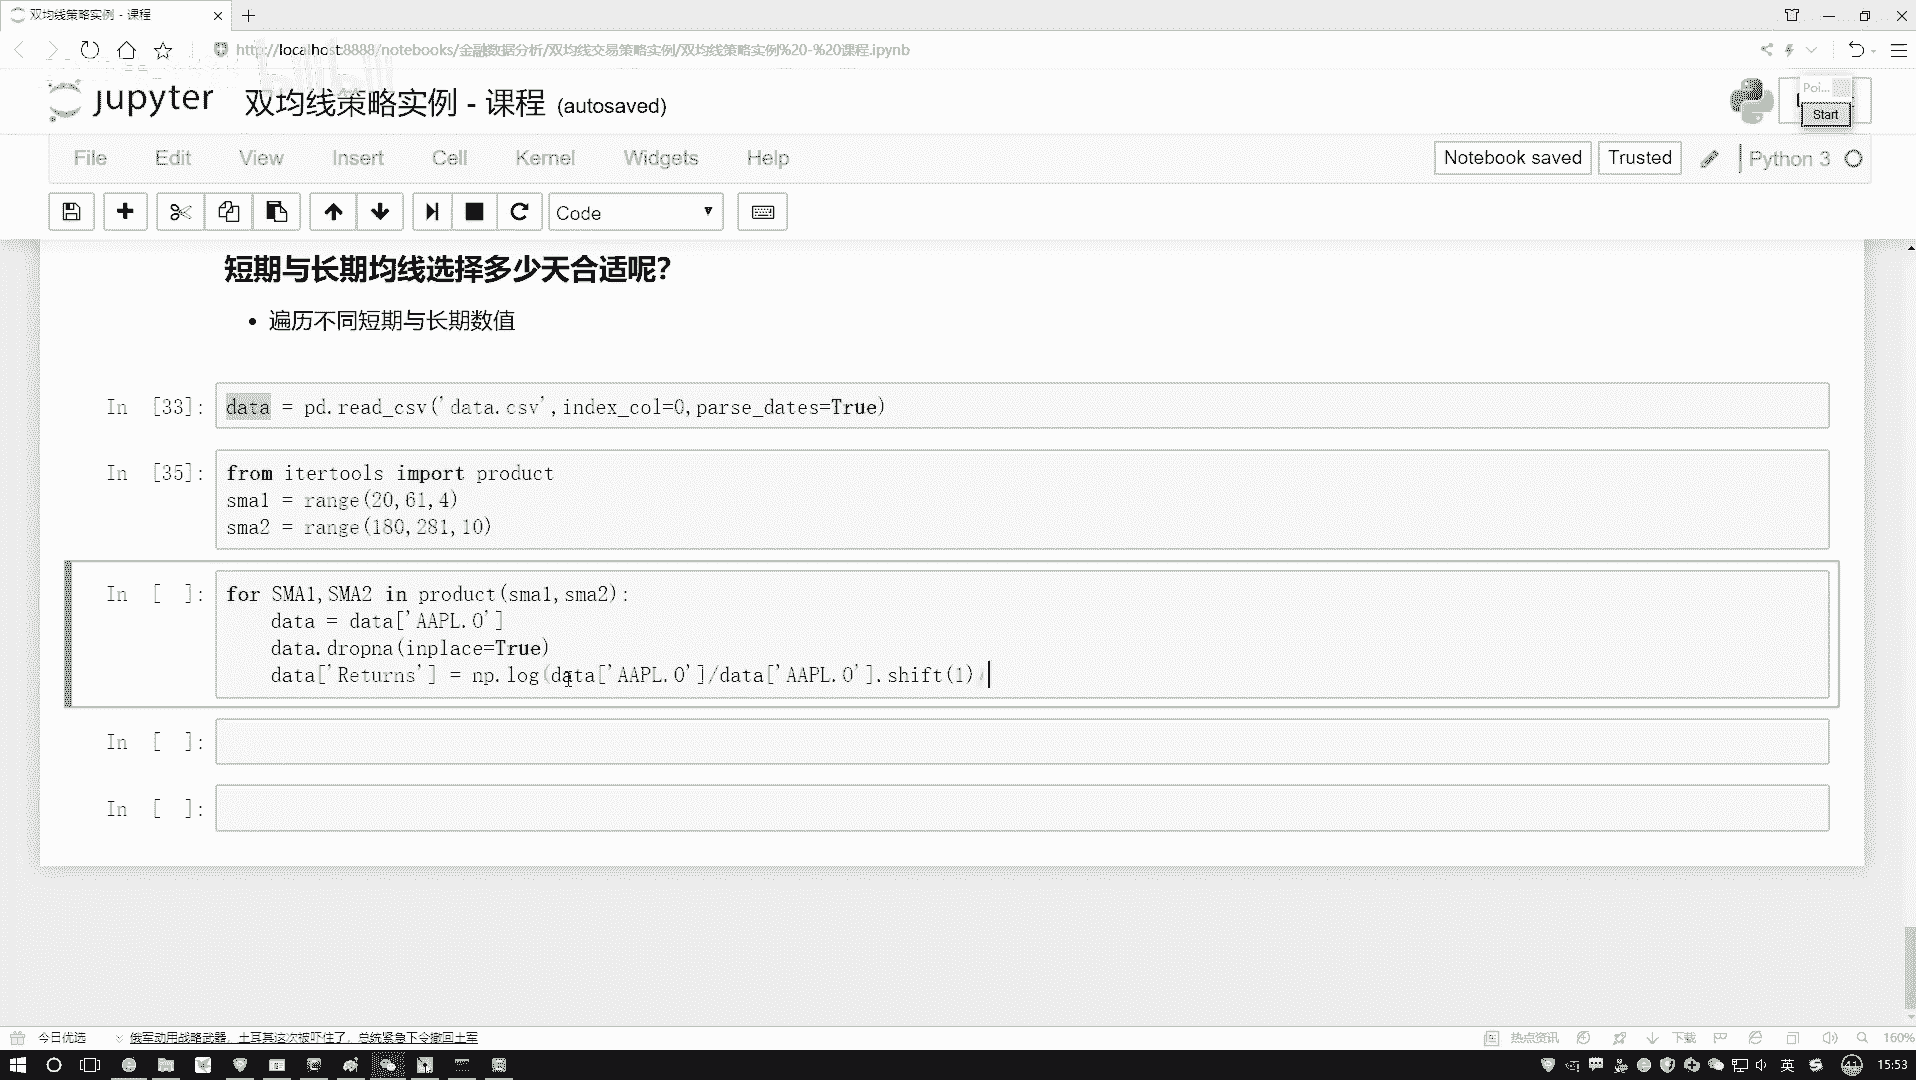 双均线策略实例 - 课程
http://localhost:8888/notebooks/金融数据分析/双均线交易策略实例/双均线策略实例%20-%20课程.ipynb
jupyter 双均线策略实例 - 课程 (autosaved)
Poi...
Start
File Edit View Insert Cell Kernel Widgets Help
Notebook saved Trusted Python 3
Code
短期与长期均线选择多少天合适呢?
• 遍历不同短期与长期数值
In [33]: data = pd.read_csv('data.csv',index_col=0,parse_dates=True)
In [35]: from itertools import product
sma1 = range(20,61,4)
sma2 = range(180,281,10)
In [ ]: for SMA1,SMA2 in product(sma1,sma2):
data = data['AAPL.O']
data.dropna(inplace=True)
data['Returns'] = np.log(data['AAPL.O']/data['AAPL.O'].shift(1)
In [ ]:
In [ ]:
今日优选 俄军动用战略武器,土耳其这次被吓住了,总统紧急下令撤回土军
热点资讯 下载 160%
英 41 15:53